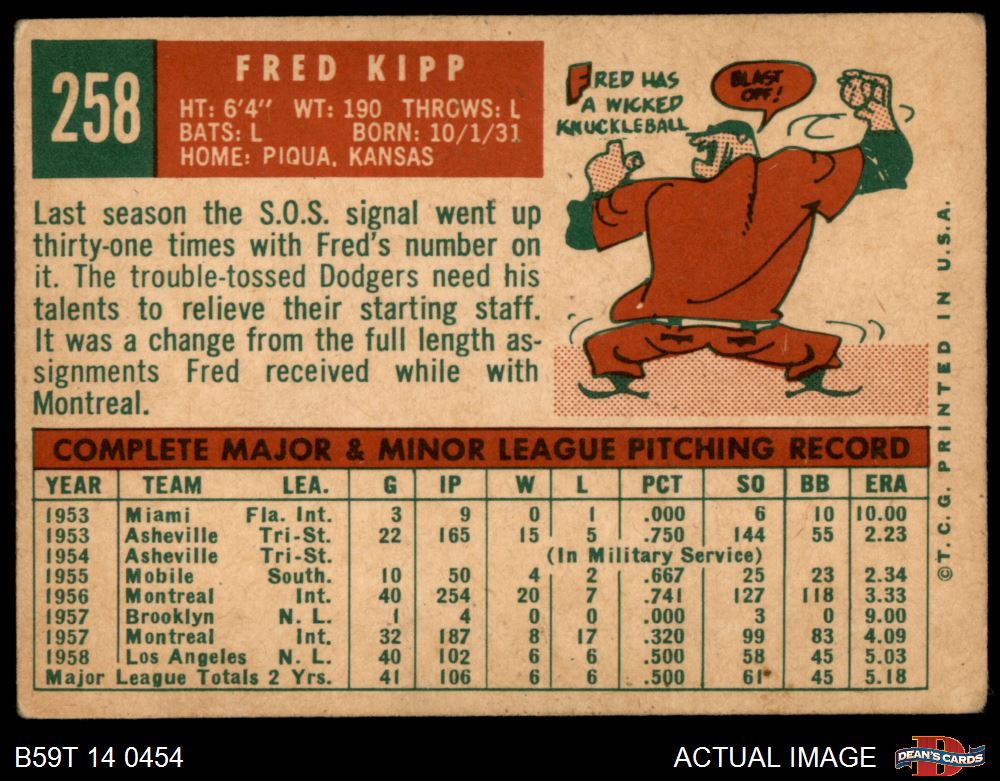 258
FRED KIPP
HT: 6'4" WT: 190 THROWS: L
BATS: L BORN: 10/1/31
HOME: PIQUA, KANSAS
FRED HAS
A WICKED
KNUCKLEBALL
BLAST
OFF!
Last season the S.O.S. signal went up
thirty-one times with Fred's number on
it. The trouble-tossed Dodgers need his
talents to relieve their starting staff.
It was a change from the full length as-
signments Fred received while with
Montreal.
COMPLETE MAJOR & MINOR LEAGUE PITCHING RECORD
YEAR TEAM LEA. G IP W L PCT SO BB ERA
1953 Miami Fla. Int. 3 9 0 1 .000 6 10 10.00
1953 Asheville Tri-St. 22 165 15 5 .750 144 55 2.23
1954 Asheville Tri-St. (In Military Service)
1955 Mobile South. 10 50 4 2 .667 25 23 2.34
1956 Montreal Int. 40 254 20 7 .741 127 118 3.33
1957 Brooklyn N. L. 1 4 0 0 .000 3 0 9.00
1957 Montreal Int. 32 187 8 17 .320 99 83 4.09
1958 Los Angeles N. L. 40 102 6 6 .500 58 45 5.03
Major League Totals 2 Yrs. 41 106 6 6 .500 61 45 5.18
©T. C. G. PRINTED IN U.S.A.
B59T 14 0454
ACTUAL IMAGE
D
DEAN'S CARDS